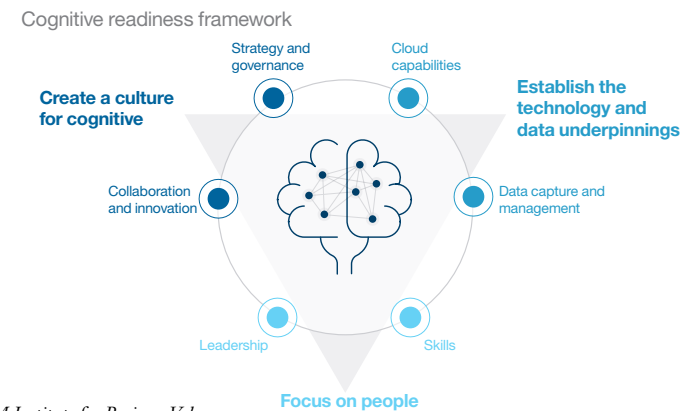 Cognitive readiness framework
Strategy and
governance
Cloud
capabilities
Create a culture
for cognitive
Establish the
technology and
data underpinnings
Collaboration
and innovation
Data capture and
management
Leadership
Skills
Focus on people